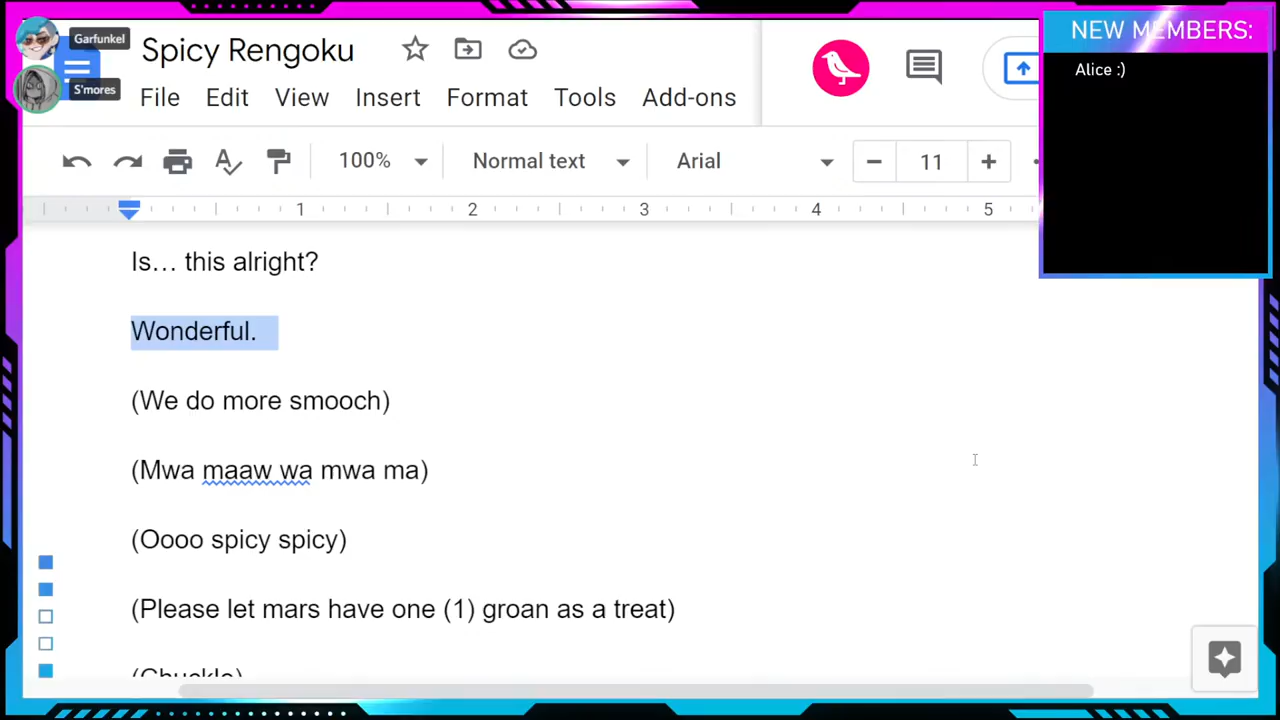 Garfunkel
S'mores
Spicy Rengoku
File Edit View Insert Format Tools Add-ons
NEW MEMBERS:
Alice :)
100% Normal text Arial 11
1 2 3 4 5
Is… this alright?
Wonderful.
(We do more smooch)
(Mwa maaw wa mwa ma)
(Oooo spicy spicy)
(Please let mars have one (1) groan as a treat)
(Chuckle)